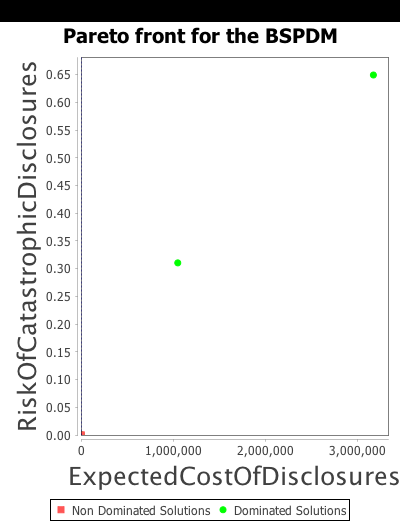 Pareto front for the BSPDM
RiskOfCatastrophicDisclosures
0.65
0.60
0.55
0.50
0.45
0.40
0.35
0.30
0.25
0.20
0.15
0.10
0.05
0.00
0 1,000,000 2,000,000 3,000,000
ExpectedCostOfDisclosures
Non Dominated Solutions Dominated Solutions